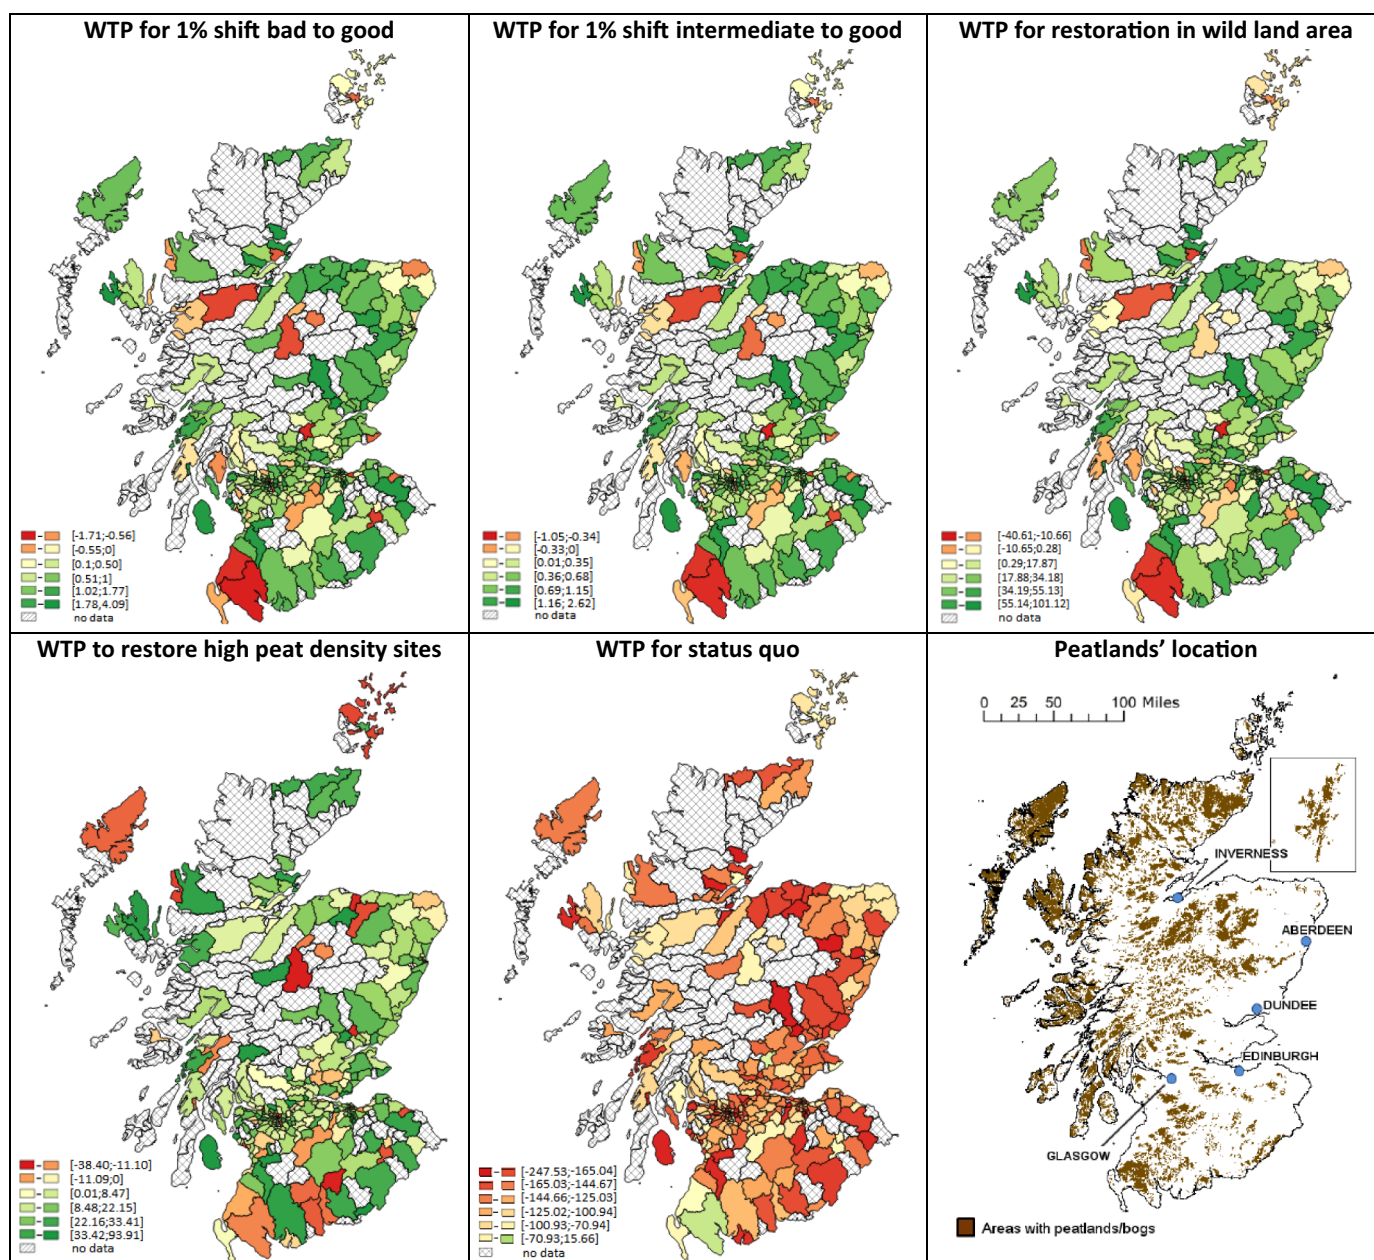 WTP for 1% shift bad to good
[-1.71;-0.56]
[-0.55;0]
[0.1;0.50]
[0.51;1]
[1.02;1.77]
[1.78,4.09]
no data
WTP for 1% shift intermediate to good
[-1.05;-0.34]
[-0.33;0]
[0.01;0.35]
[0.36;0.68]
[0.69;1.15]
[1.16; 2.62]
no data
WTP for restoration in wild land area
[-40.61;-10.66]
[-10.65;0.28]
[0.29;17.87]
[17.88;34.18]
[34.19;55.13]
[55.14;101.12]
no data
WTP to restore high peat density sites
[-38.40;-11.10]
[-11.09;0]
[0.01;8.47]
[8.48;22.15]
[22.16;33.41]
[33.42;93.91]
no data
WTP for status quo
[-247.53;-165.04]
[-165.03;-144.67]
[-144.66;-125.03]
[-125.02;-100.94]
[-100.93;-70.94]
[-70.93;15.66]
no data
Peatlands’ location
0 25 50 100 Miles
INVERNESS
ABERDEEN
DUNDEE
EDINBURGH
GLASGOW
Areas with peatlands/bogs